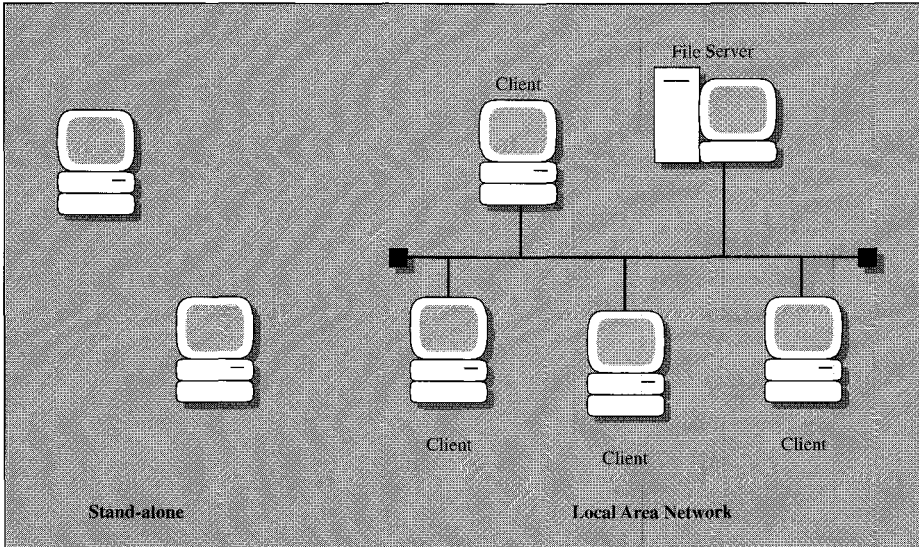 File Server
Client
Client
Client
Client
Stand-alone
Local Area Network